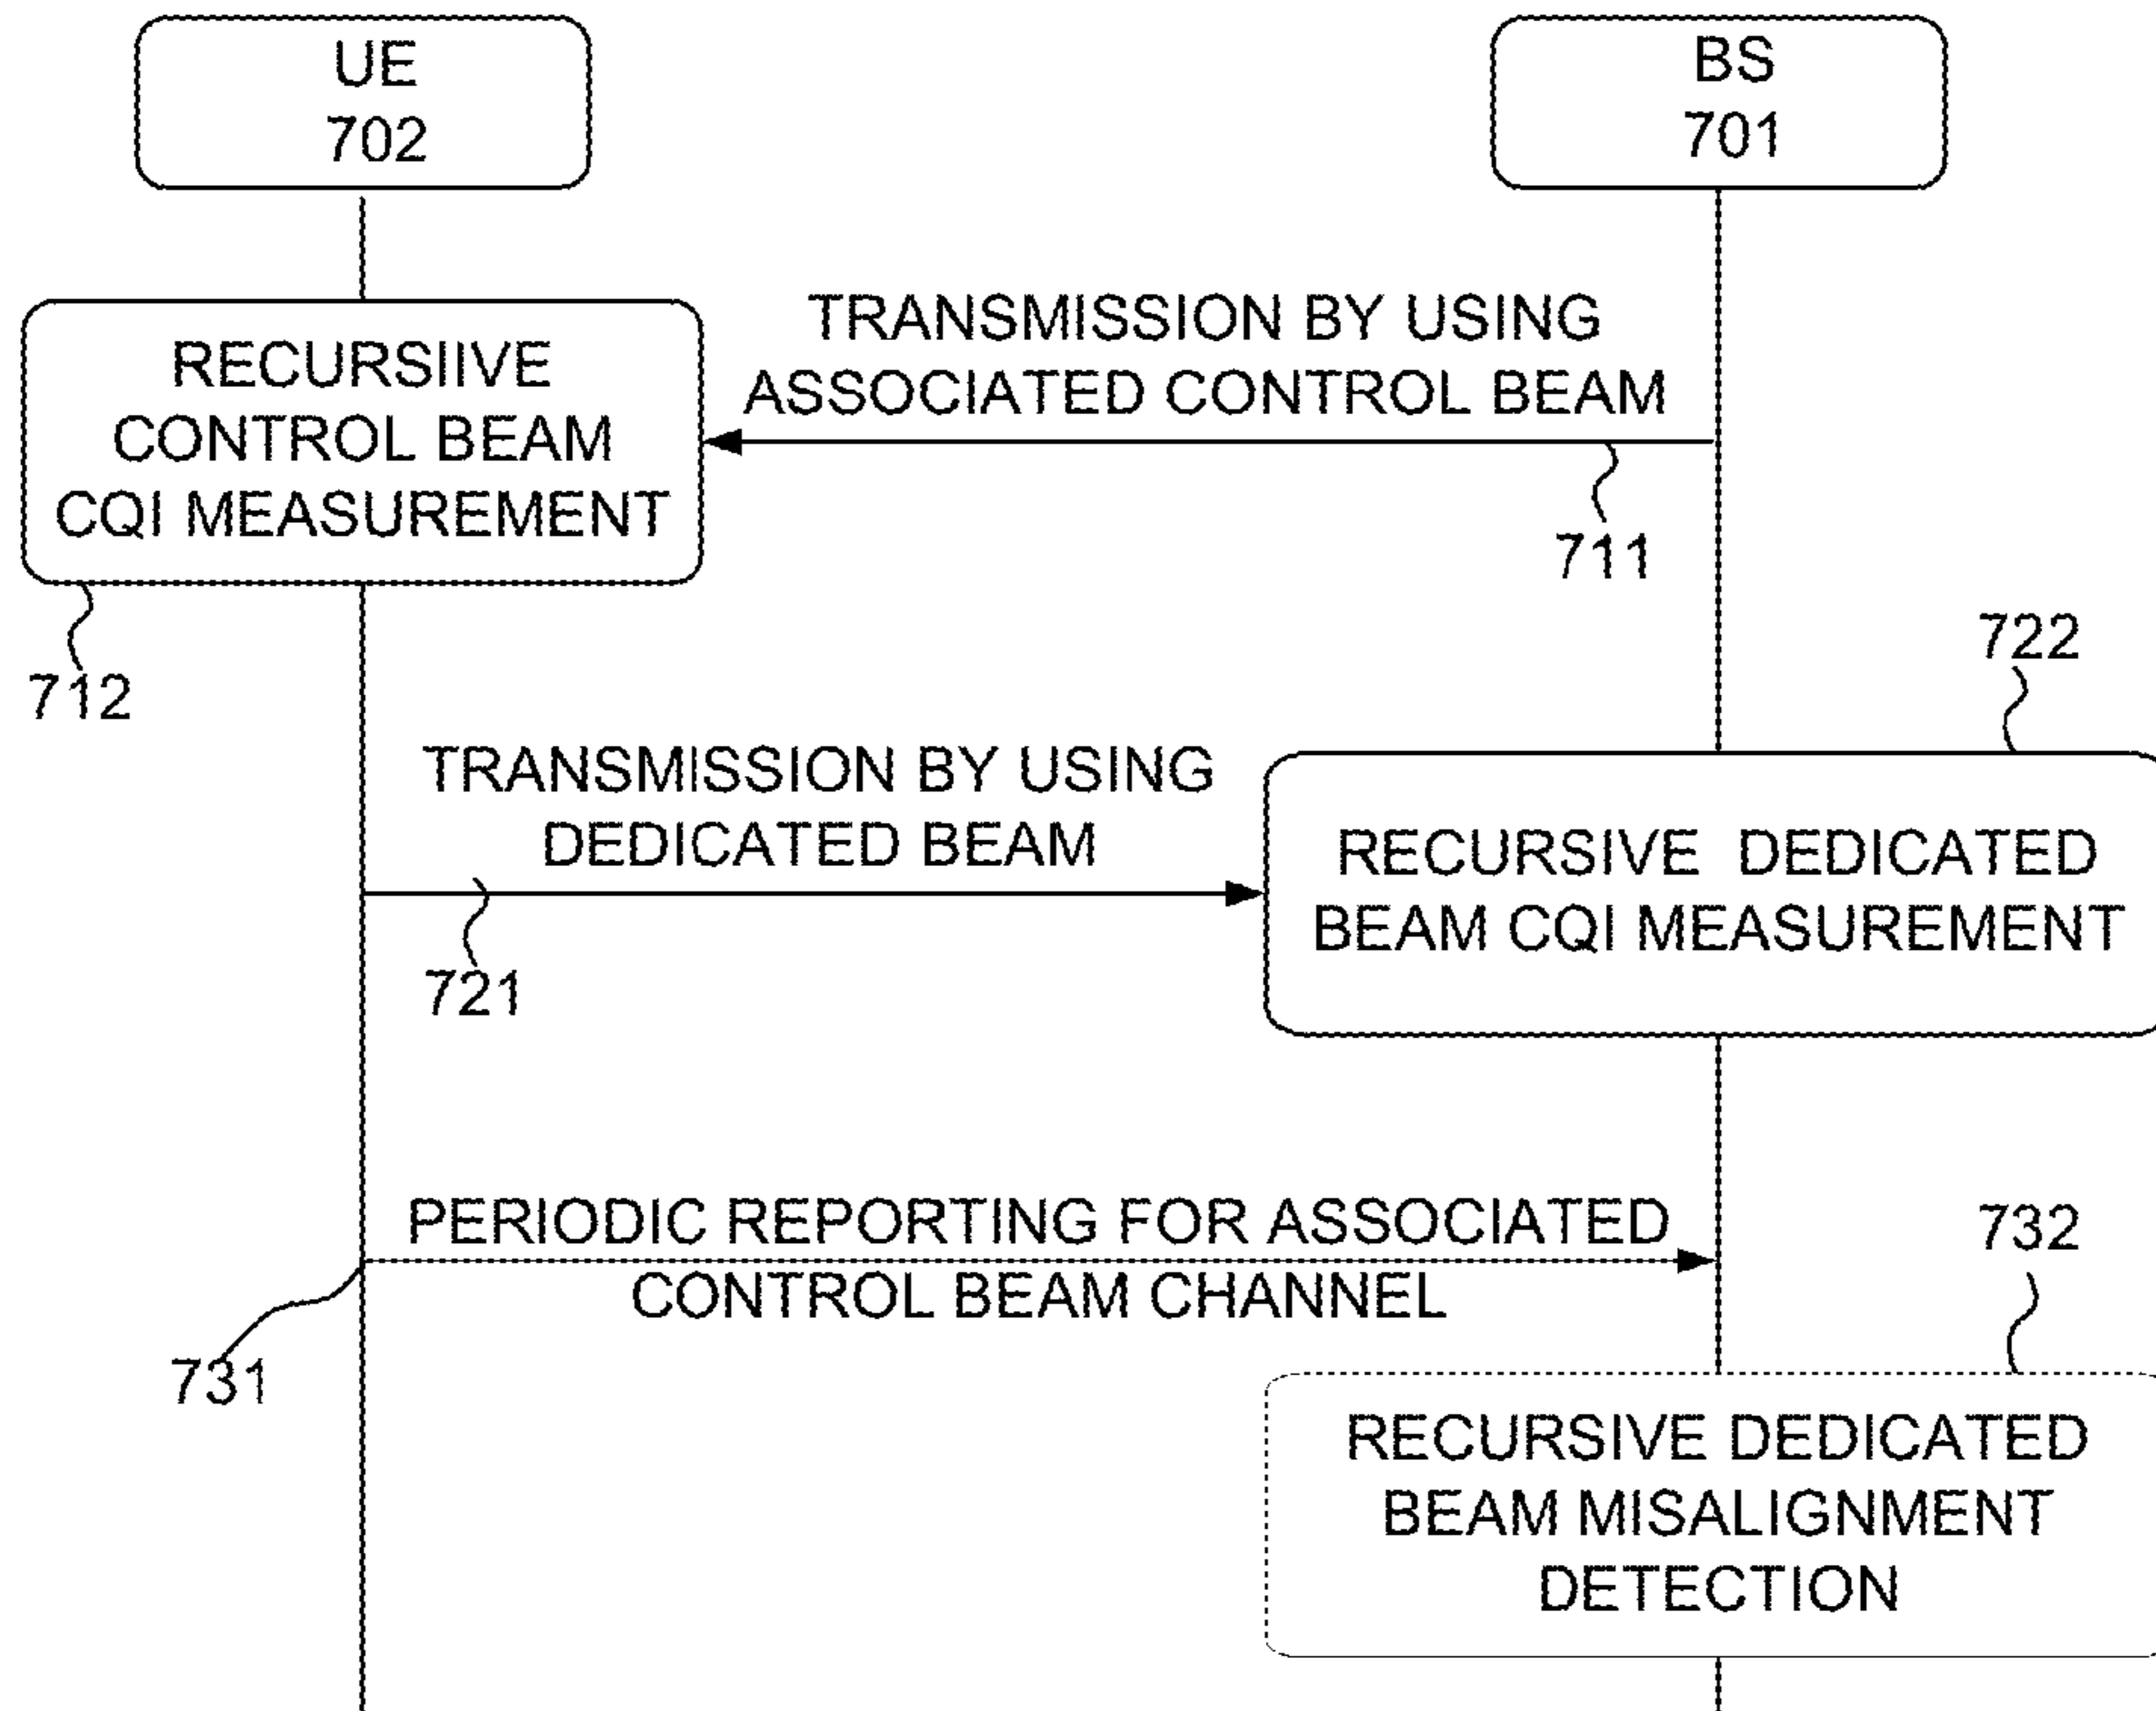 UE
702
BS
701
TRANSMISSION BY USING
ASSOCIATED CONTROL BEAM
711
RECURSIIVE
CONTROL BEAM
CQI MEASUREMENT
712
722
TRANSMISSION BY USING
DEDICATED BEAM
721
RECURSIVE DEDICATED
BEAM CQI MEASUREMENT
PERIODIC REPORTING FOR ASSOCIATED
CONTROL BEAM CHANNEL
731
732
RECURSIVE DEDICATED
BEAM MISALIGNMENT
DETECTION